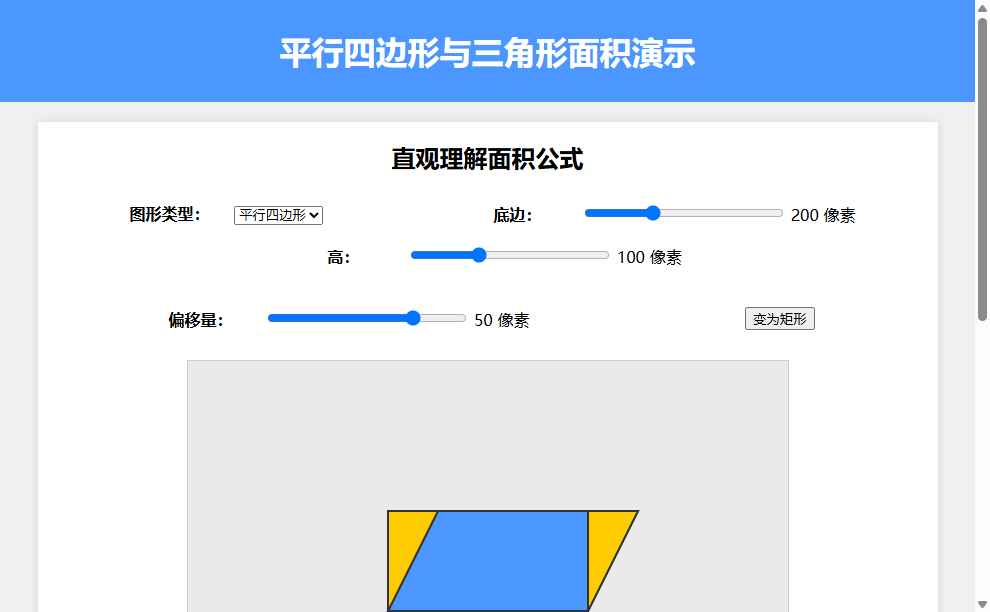 平行四边形与三角形面积演示
直观理解面积公式
图形类型: 平行四边形 底边: 200 像素
高: 100 像素
偏移量: 50 像素 变为矩形